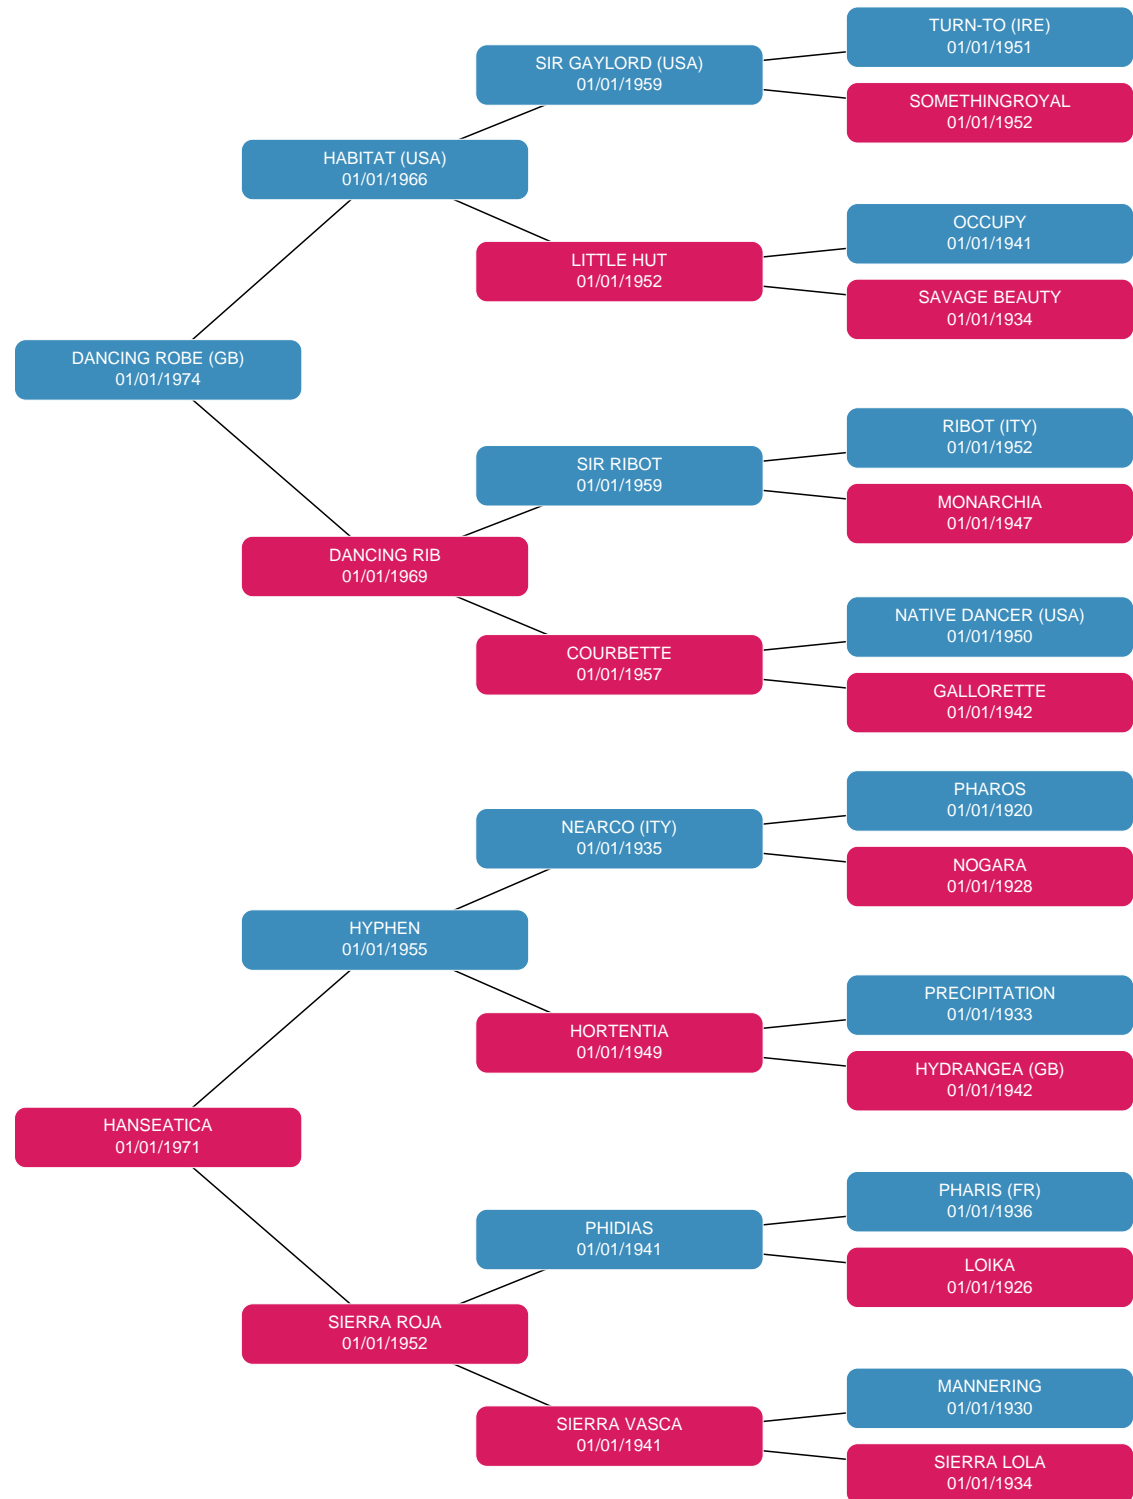 TURN-TO (IRE)
01/01/1951
SIR GAYLORD (USA)
01/01/1959
SOMETHINGROYAL
01/01/1952
HABITAT (USA)
01/01/1966
OCCUPY
01/01/1941
LITTLE HUT
01/01/1952
SAVAGE BEAUTY
01/01/1934
DANCING ROBE (GB)
01/01/1974
RIBOT (ITY)
01/01/1952
SIR RIBOT
01/01/1959
MONARCHIA
01/01/1947
DANCING RIB
01/01/1969
NATIVE DANCER (USA)
01/01/1950
COURBETTE
01/01/1957
GALLORETTE
01/01/1942
PHAROS
01/01/1920
NEARCO (ITY)
01/01/1935
NOGARA
01/01/1928
HYPHEN
01/01/1955
PRECIPITATION
01/01/1933
HORTENTIA
01/01/1949
HYDRANGEA (GB)
01/01/1942
HANSEATICA
01/01/1971
PHARIS (FR)
01/01/1936
PHIDIAS
01/01/1941
LOIKA
01/01/1926
SIERRA ROJA
01/01/1952
MANNERING
01/01/1930
SIERRA VASCA
01/01/1941
SIERRA LOLA
01/01/1934